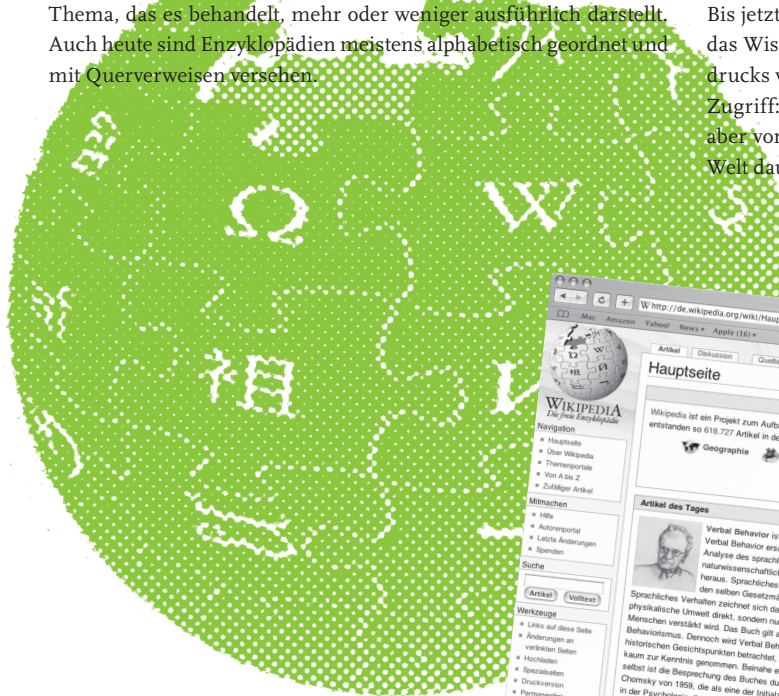 Thema, das es behandelt, mehr oder weniger ausführlich darstellt.
Auch heute sind Enzyklopädien meistens alphabetisch geordnet und
mit Querverweisen versehen.
Bis jetzt
das Wis
drucks
Zugriff:
aber vor
Welt dau
Ω W
祖
W http://de.wikipedia.org/wiki/Haup
.Mac Amazon Yahoo! News Apple (16)
Artikel Diskussion Quellte
Hauptseite
WIKIPEDIA
Die freie Enzyklopädie
Wikipedia ist ein Projekt zum Aufb
entstanden so 618.727 Artikel in de
Geographie
Navigation
Hauptseite
Über Wikipedia
Themenportale
Von A bis Z
Zufälliger Artikel
Mitmachen
Hilfe
Autorenportal
Letzte Änderungen
Spenden
Suche
Artikel Volltext
Werkzeuge
Links auf diese Seite
Änderungen an
verlinkten Seiten
Hochladen
Spezialseiten
Druckversion
Artikel des Tages
Verbal Behavior is
Verbal Behavior ers
Analyse des sprachl
naturwissenschaftlich
heraus. Sprachliches
den selben Gesetzmä
Sprachliches Verhalten zeichnet sich da
physikalische Umwelt direkt, sondern nu
Menschen verstärkt wird. Das Buch gilt a
Behaviorismus. Dennoch wird Verbal Beh
historischen Gesichtspunkten betrachtet,
kaum zur Kenntnis genommen. Beinahe e
selbst ist die Besprechung des Buches du
Chomsky von 1959, die als eine der Initial